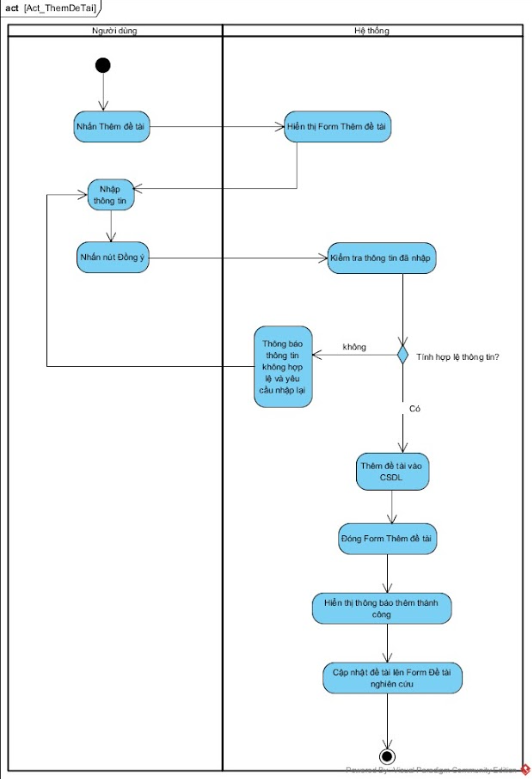 act [Act_ThemDeTai]
Người dùng
Hệ thống
Nhấn Thêm đề tài
Hiển thị Form Thêm đề tài
Nhập
thông tin
Nhấn nút Đồng ý
Kiểm tra thông tin đã nhập
Thông báo
thông tin
không hợp
lệ và yêu
cầu nhập lại
không
Tính hợp lệ thông tin?
Có
Thêm đề tài vào
CSDL
Đóng Form Thêm đề tài
Hiển thị thông báo thêm thành
công
Cập nhật đề tài lên Form Đề tài
nghiên cứu
Powered By: Visual Paradigm Community Edition